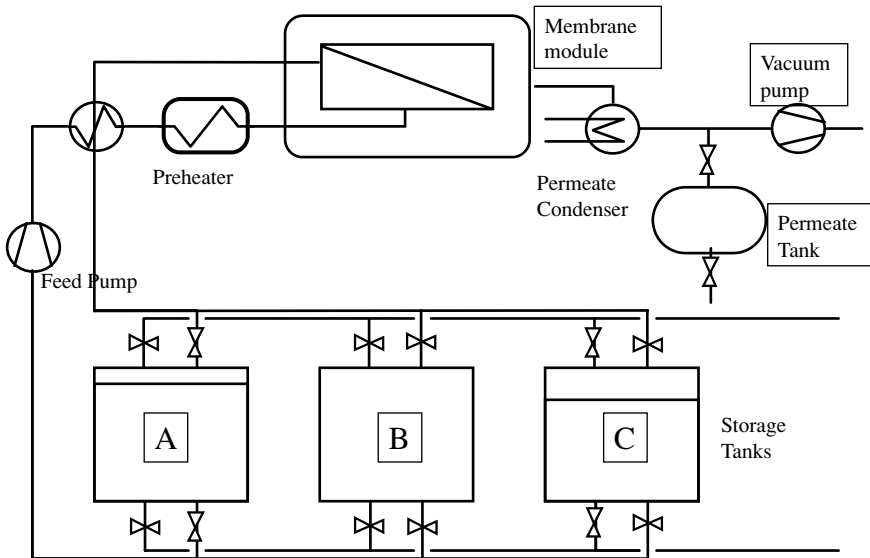 Membrane
module
Vacuum
pump
Preheater
Permeate
Condenser
Permeate
Tank
Feed Pump
A
B
C
Storage
Tanks